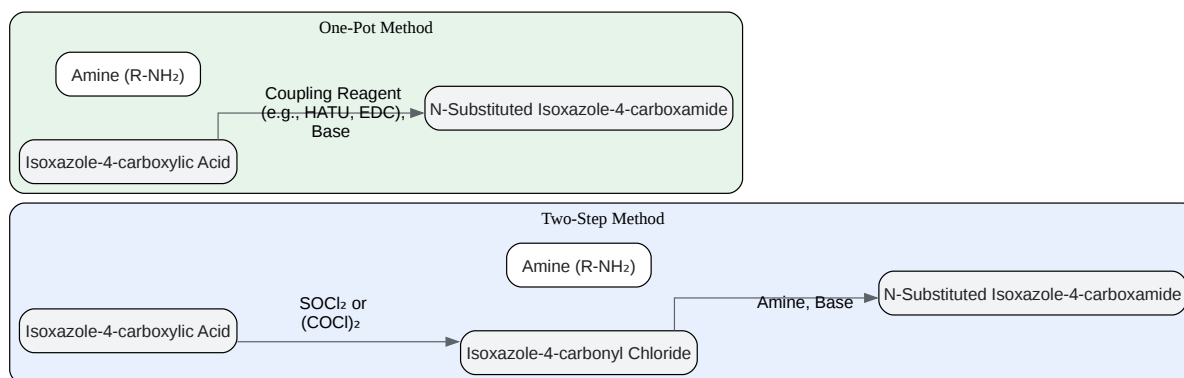 One-Pot Method
Amine (R-NH₂)
Coupling Reagent
(e.g., HATU, EDC),
Base
N-Substituted Isoxazole-4-carboxamide
Isoxazole-4-carboxylic Acid
Two-Step Method
Amine (R-NH₂)
SOCl₂ or
(COCl)₂
Amine, Base
N-Substituted Isoxazole-4-carboxamide
Isoxazole-4-carboxylic Acid
Isoxazole-4-carbonyl Chloride